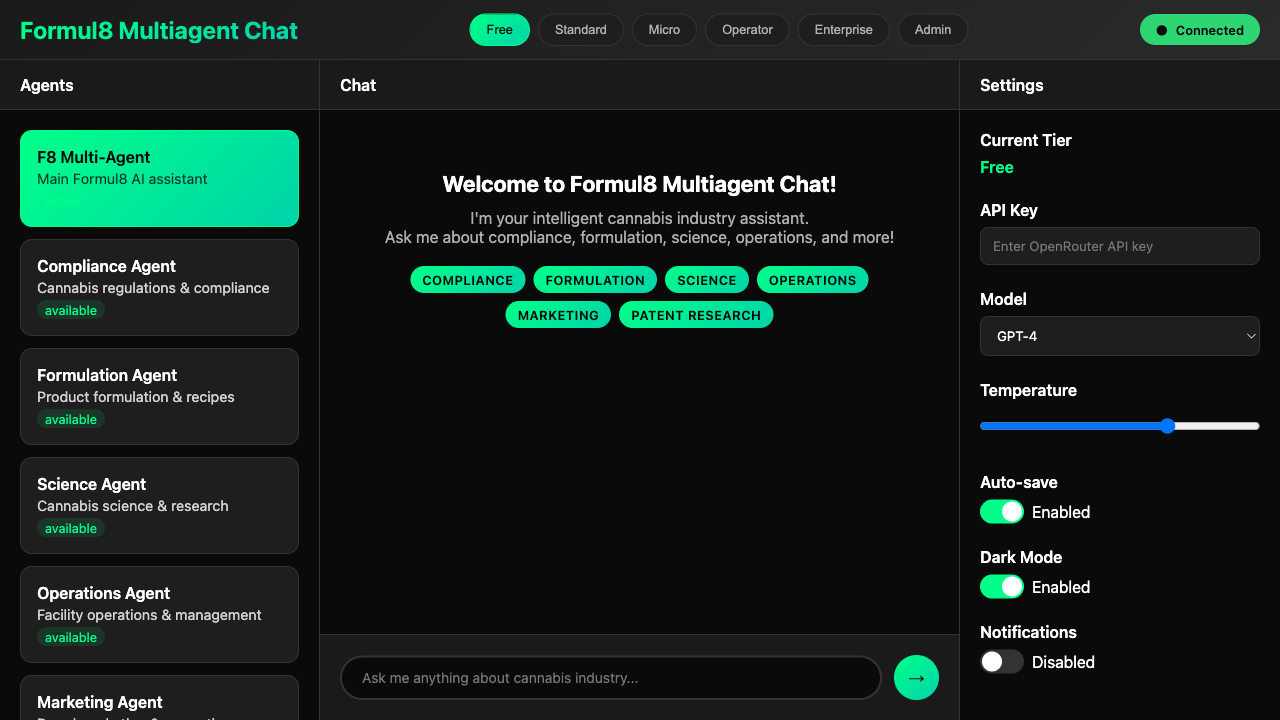 Formul8 Multiagent Chat
Free
Standard
Micro
Operator
Enterprise
Admin
Connected
Agents
F8 Multi-Agent
Main Formul8 AI assistant
active
Compliance Agent
Cannabis regulations & compliance
available
Formulation Agent
Product formulation & recipes
available
Science Agent
Cannabis science & research
available
Operations Agent
Facility operations & management
available
Marketing Agent
Chat
Welcome to Formul8 Multiagent Chat!
I'm your intelligent cannabis industry assistant.
Ask me about compliance, formulation, science, operations, and more!
COMPLIANCE
FORMULATION
SCIENCE
OPERATIONS
MARKETING
PATENT RESEARCH
Ask me anything about cannabis industry...
→
Settings
Current Tier
Free
API Key
Enter OpenRouter API key
Model
GPT-4
Temperature
Auto-save
Enabled
Dark Mode
Enabled
Notifications
Disabled